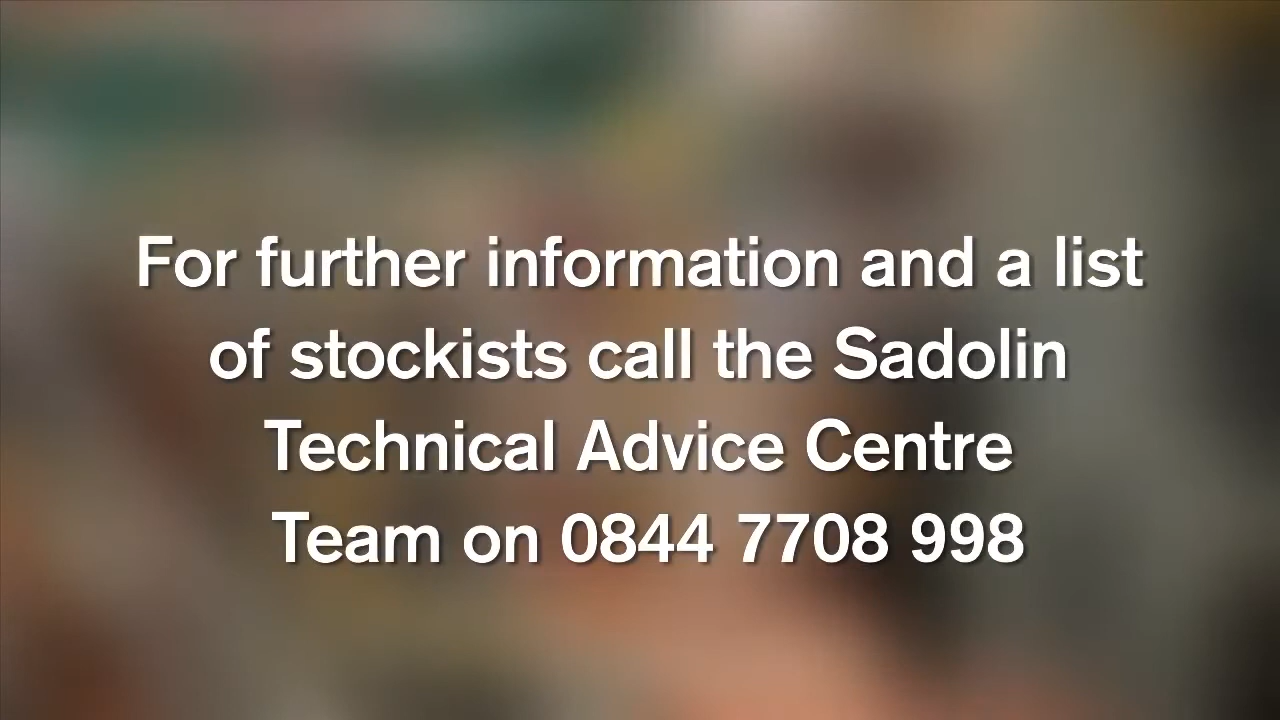 For further information and a list
of stockists call the Sadolin
Technical Advice Centre
Team on 0844 7708 998